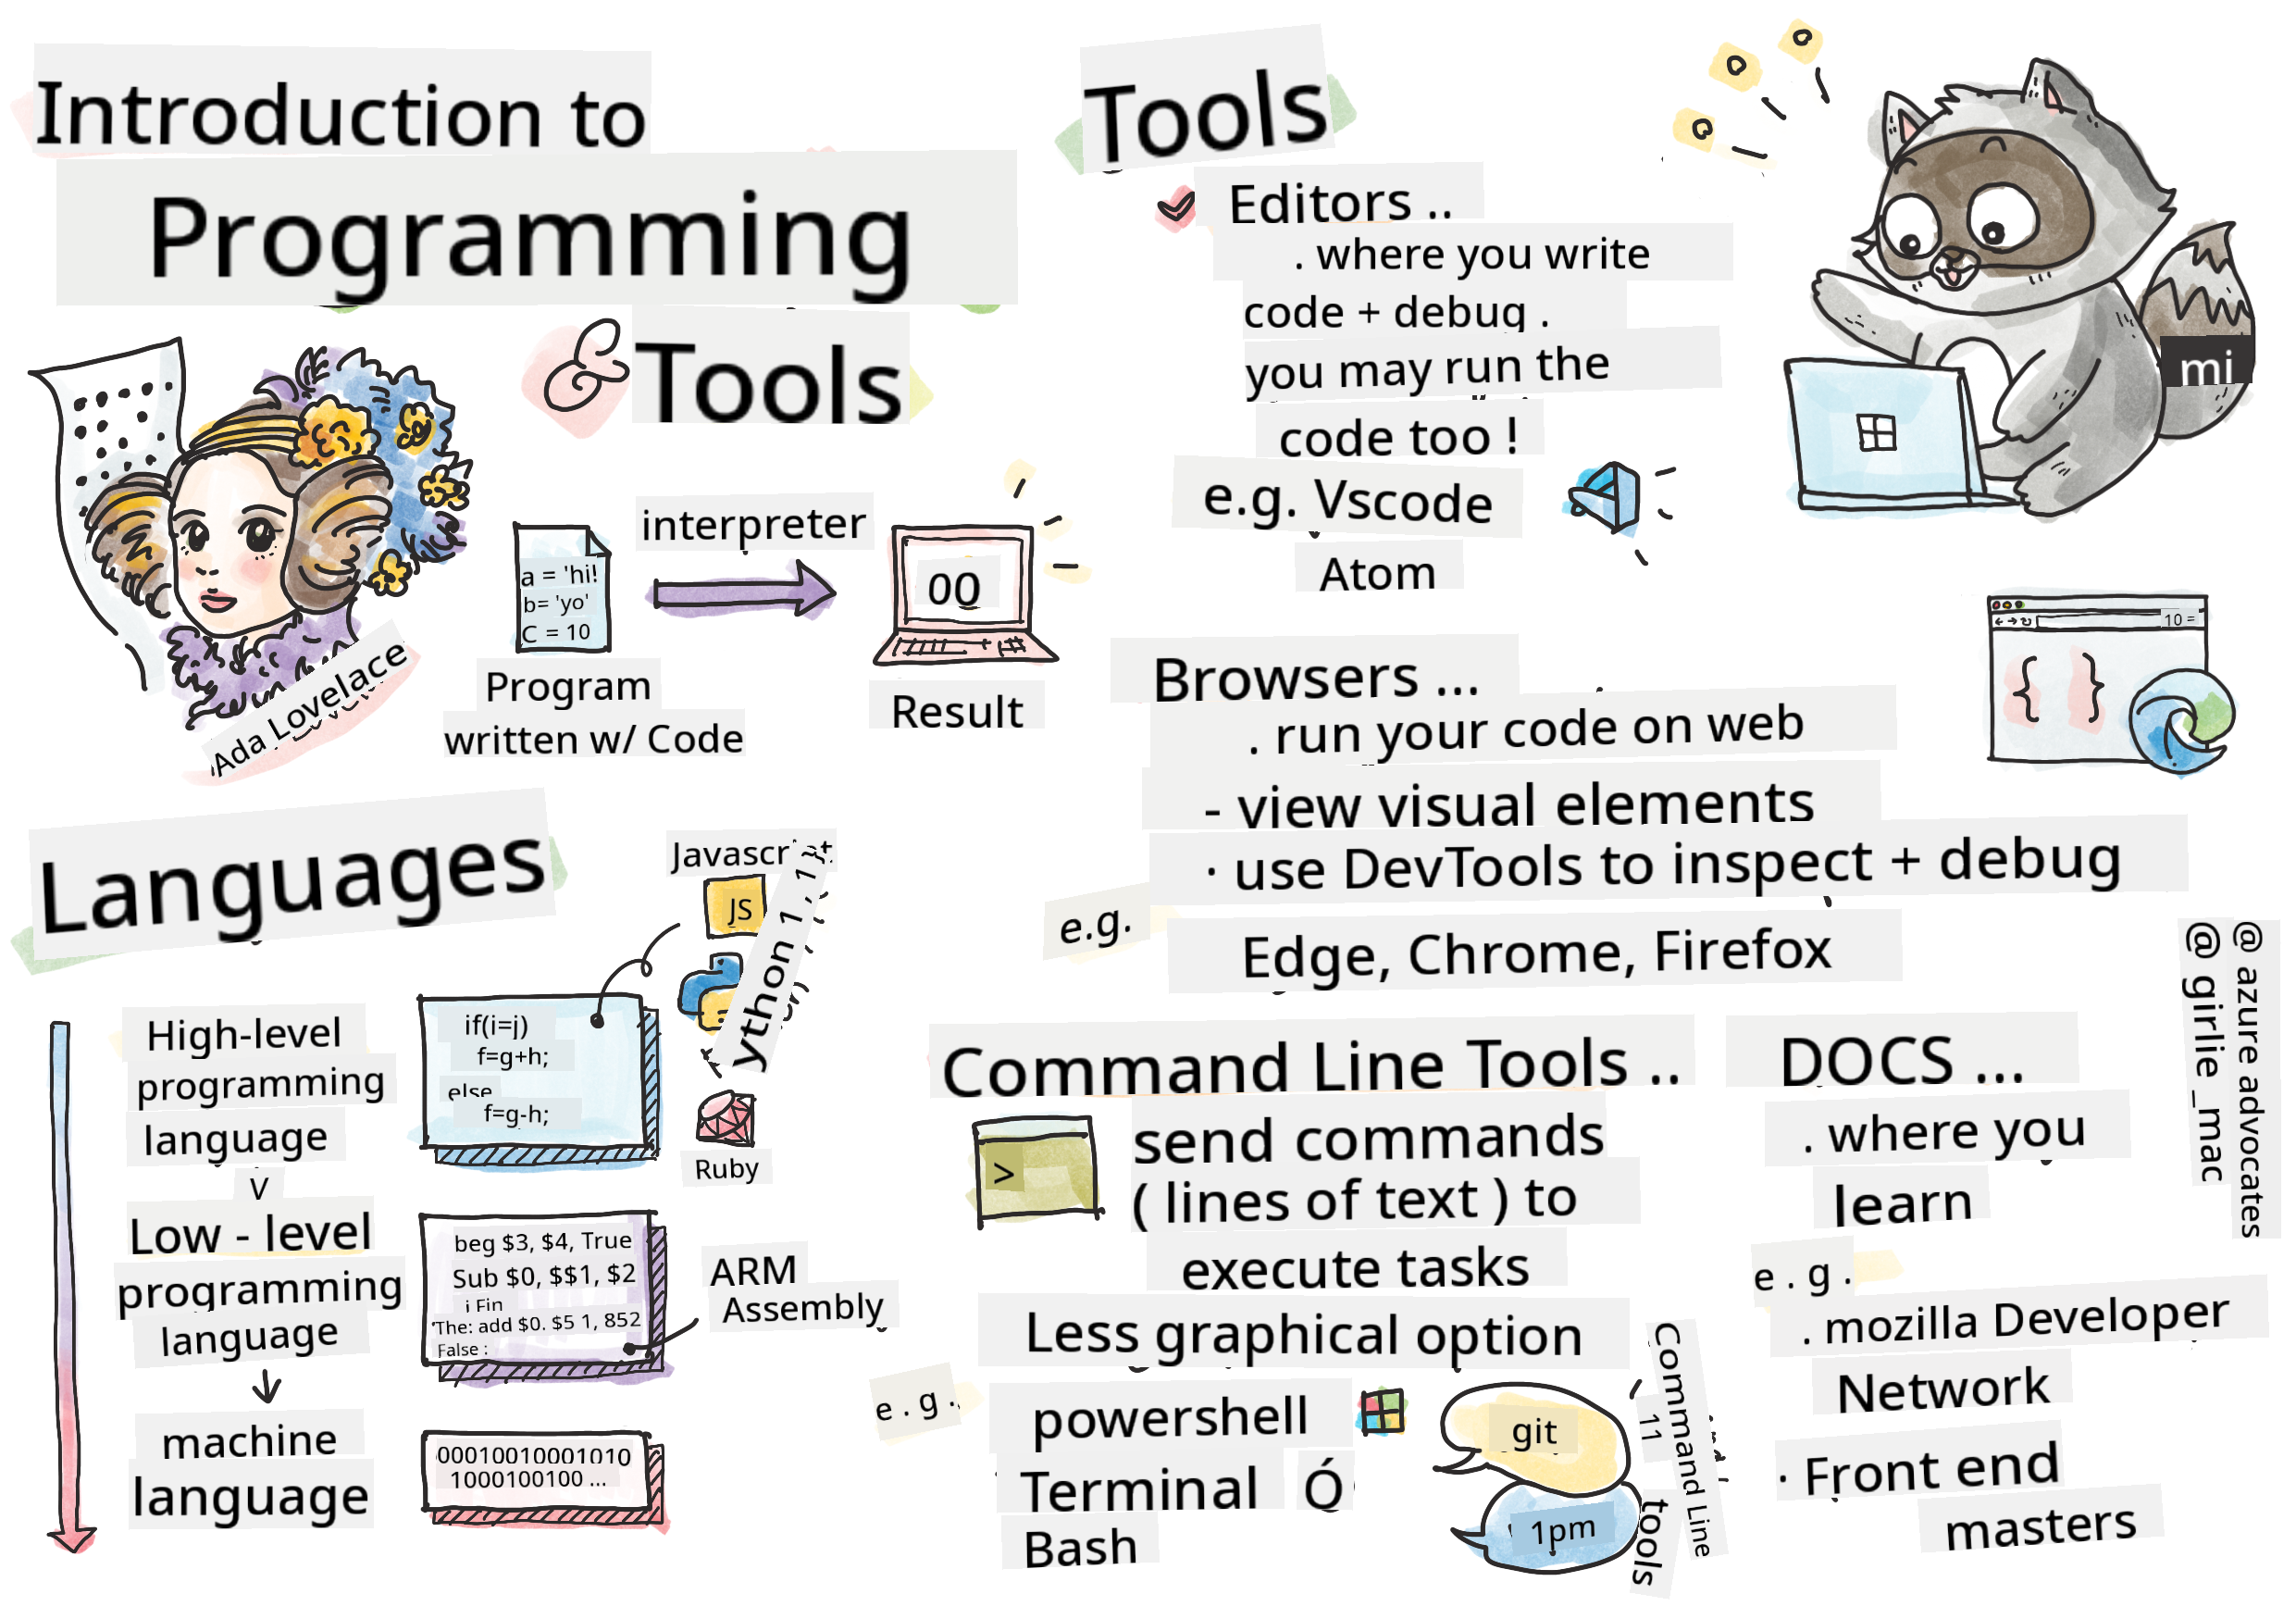 Introduction to
Programming
& Tools
Ada Lovelace
a = 'hi!
b= 'yo'
C = 10
interpreter
00
Program
written w/ Code
Result
Languages
High-level
programming
language
V
Low - level
programming
language
machine
language
if(i=j)
f=g+h;
else
f=g-h;
JS
ython 1, 1
Ruby
beg $3, $4, True
Sub $0, $$1, $2
i Fin
The: add $0. $5 1, 852
False :
ARM
Assembly
00010010001010
1000100100 ...
Tools
Editors ..
. where you write
code + debug .
you may run the
code too !
e.g. Vscode
Atom
mi
10 =
{ }
Browsers ...
. run your code on web
- view visual elements
· use DevTools to inspect + debug
e.g.
Edge, Chrome, Firefox
Command Line Tools ..
>
send commands
( lines of text ) to
execute tasks
Less graphical option
e . g .
powershell
Terminal Ó
Bash
git
1pm
Command Line
11
tools
DOCS ...
. where you
learn
e . g .
. mozilla Developer
Network
· Front end
masters
@ girlie _mac
@ azure advocates